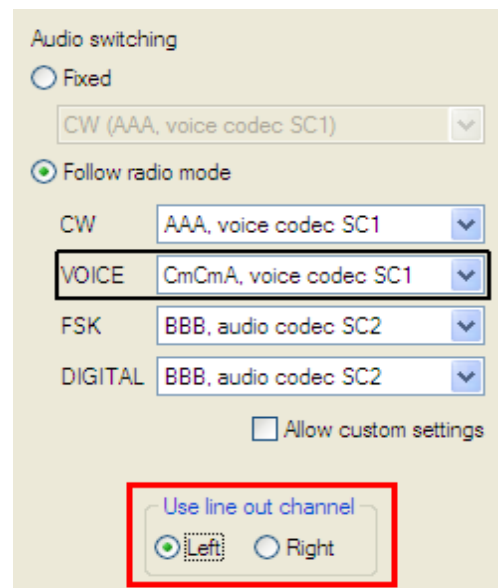 Audio switching
Fixed
CW (AAA, voice codec SC1)
Follow radio mode
CW AAA, voice codec SC1
VOICE CmCmA, voice codec SC1
FSK BBB, audio codec SC2
DIGITAL BBB, audio codec SC2
Allow custom settings
Use line out channel
Left Right